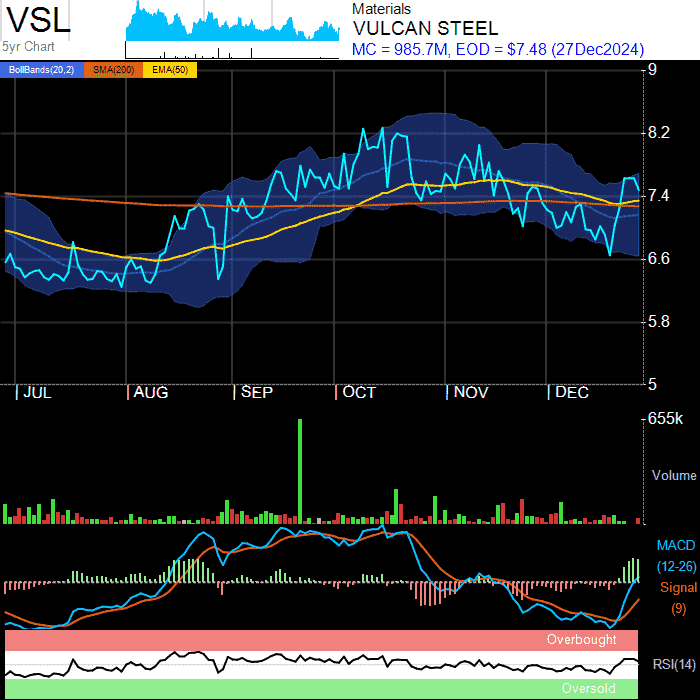 VSL
5yr Chart
Materials
VULCAN STEEL
MC = 985.7M, EOD = $7.48 (27Dec2024)
BollBands(20,2) SMA(200) EMA(50)
9
8.2
7.4
6.6
5.8
5
JUL AUG SEP OCT NOV DEC
655k
Volume
MACD
(12-26)
Signal
(9)
Overbought
RSI(14)
Oversold